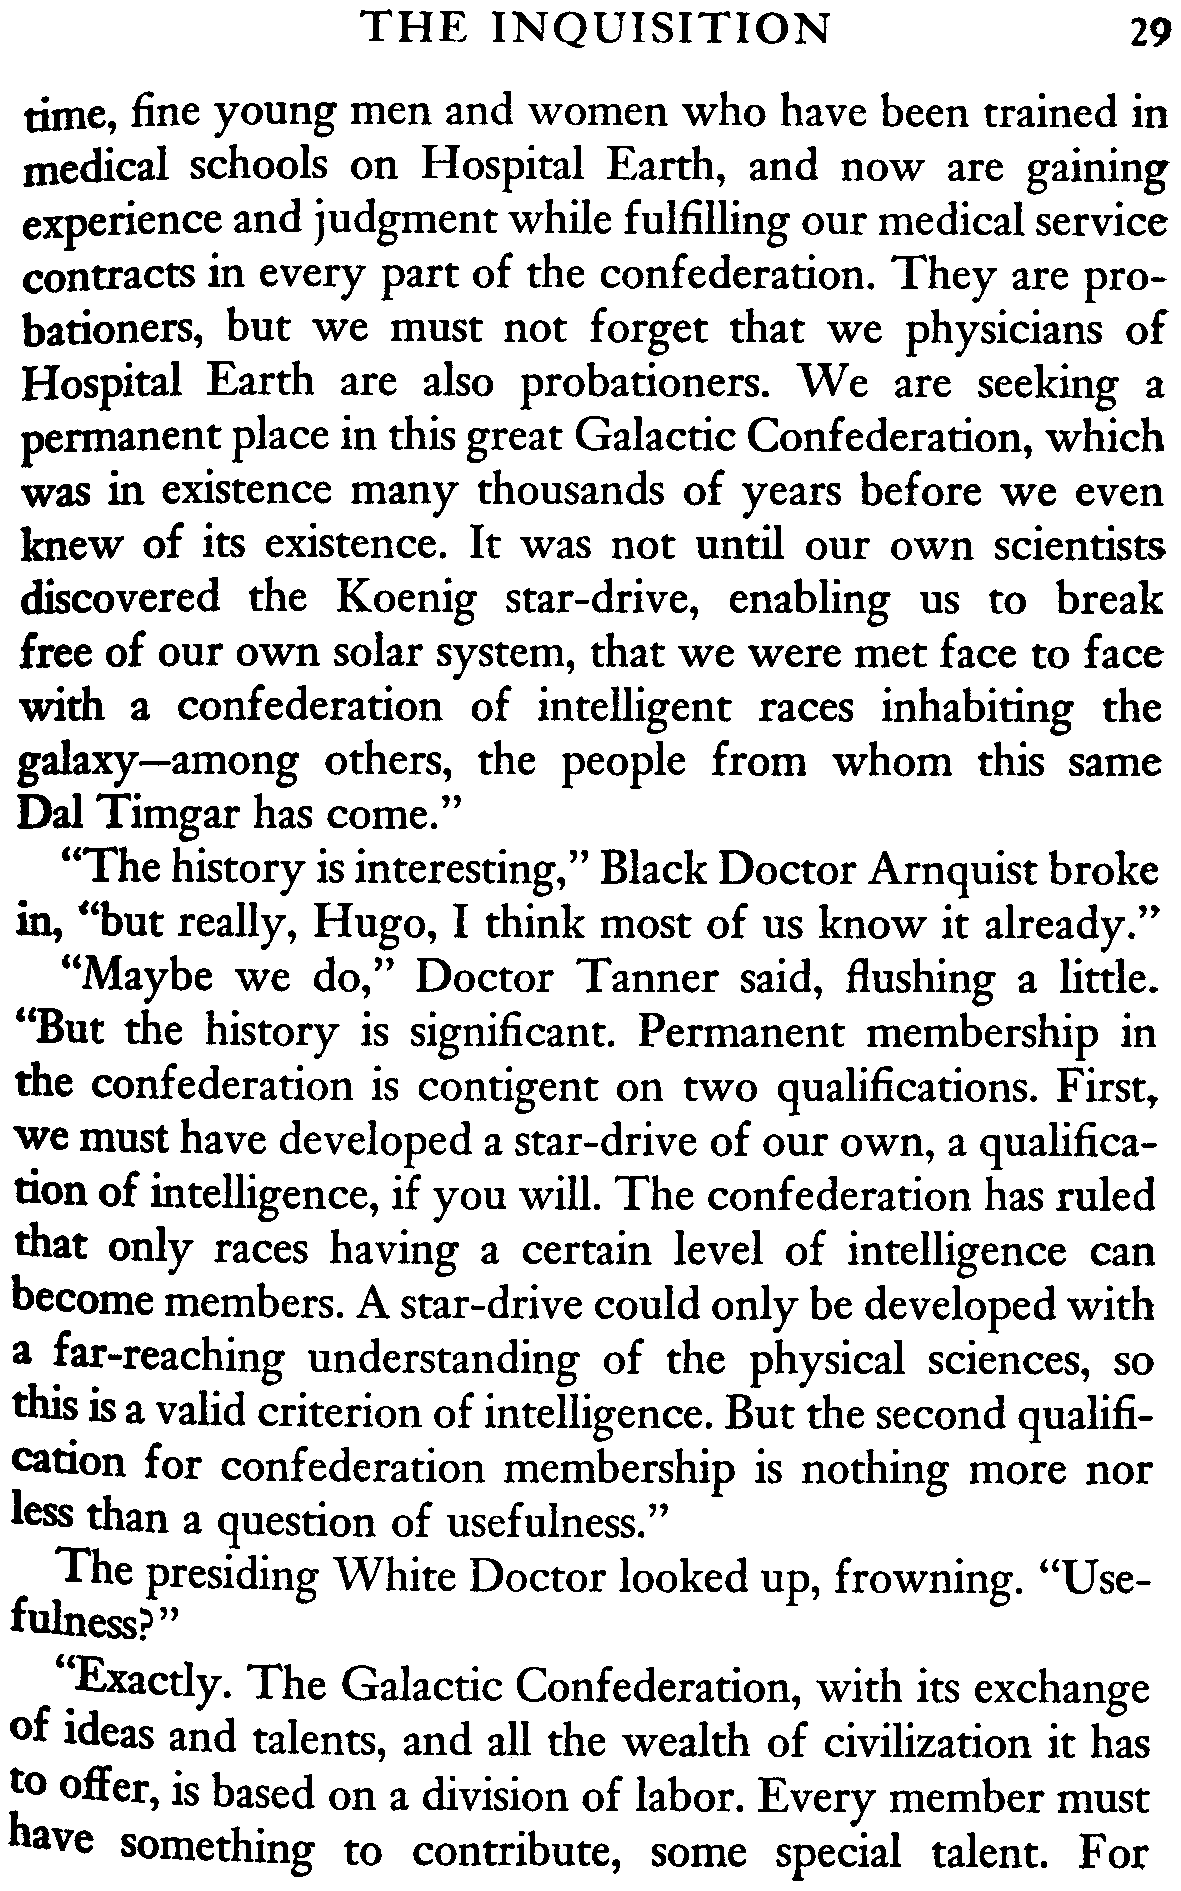 THE INQUISITION 29
time, fine young men and women who have been trained in
medical schools on Hospital Earth, and now are gaining
experience and judgment while fulfilling our medical service
contracts in every part of the confederation. They are pro-
bationers, but we must not forget that we physicians of
Hospital Earth are also probationers. We are seeking a
permanent place in this great Galactic Confederation, which
was in existence many thousands of years before we even
knew of its existence. It was not until our own scientists
discovered the Koenig star-drive, enabling us to break
free of our own solar system, that we were met face to face
with a confederation of intelligent races inhabiting the
galaxy—among others, the people from whom this same
Dal Timgar has come.”
“The history is interesting,” Black Doctor Arnquist broke
in, “but really, Hugo, I think most of us know it already.”
“Maybe we do,” Doctor Tanner said, flushing a little.
“But the history is significant. Permanent membership in
the confederation is contigent on two qualifications. First,
we must have developed a star-drive of our own, a qualifica-
tion of intelligence, if you will. The confederation has ruled
that only races having a certain level of intelligence can
become members. A star-drive could only be developed with
a far-reaching understanding of the physical sciences, so
this is a valid criterion of intelligence. But the second qualifi-
cation for confederation membership is nothing more nor
less than a question of usefulness.”
The presiding White Doctor looked up, frowning. “Use-
fulness?”
“Exactly. The Galactic Confederation, with its exchange
of ideas and talents, and all the wealth of civilization it has
to offer, is based on a division of labor. Every member must
have something to contribute, some special talent. For